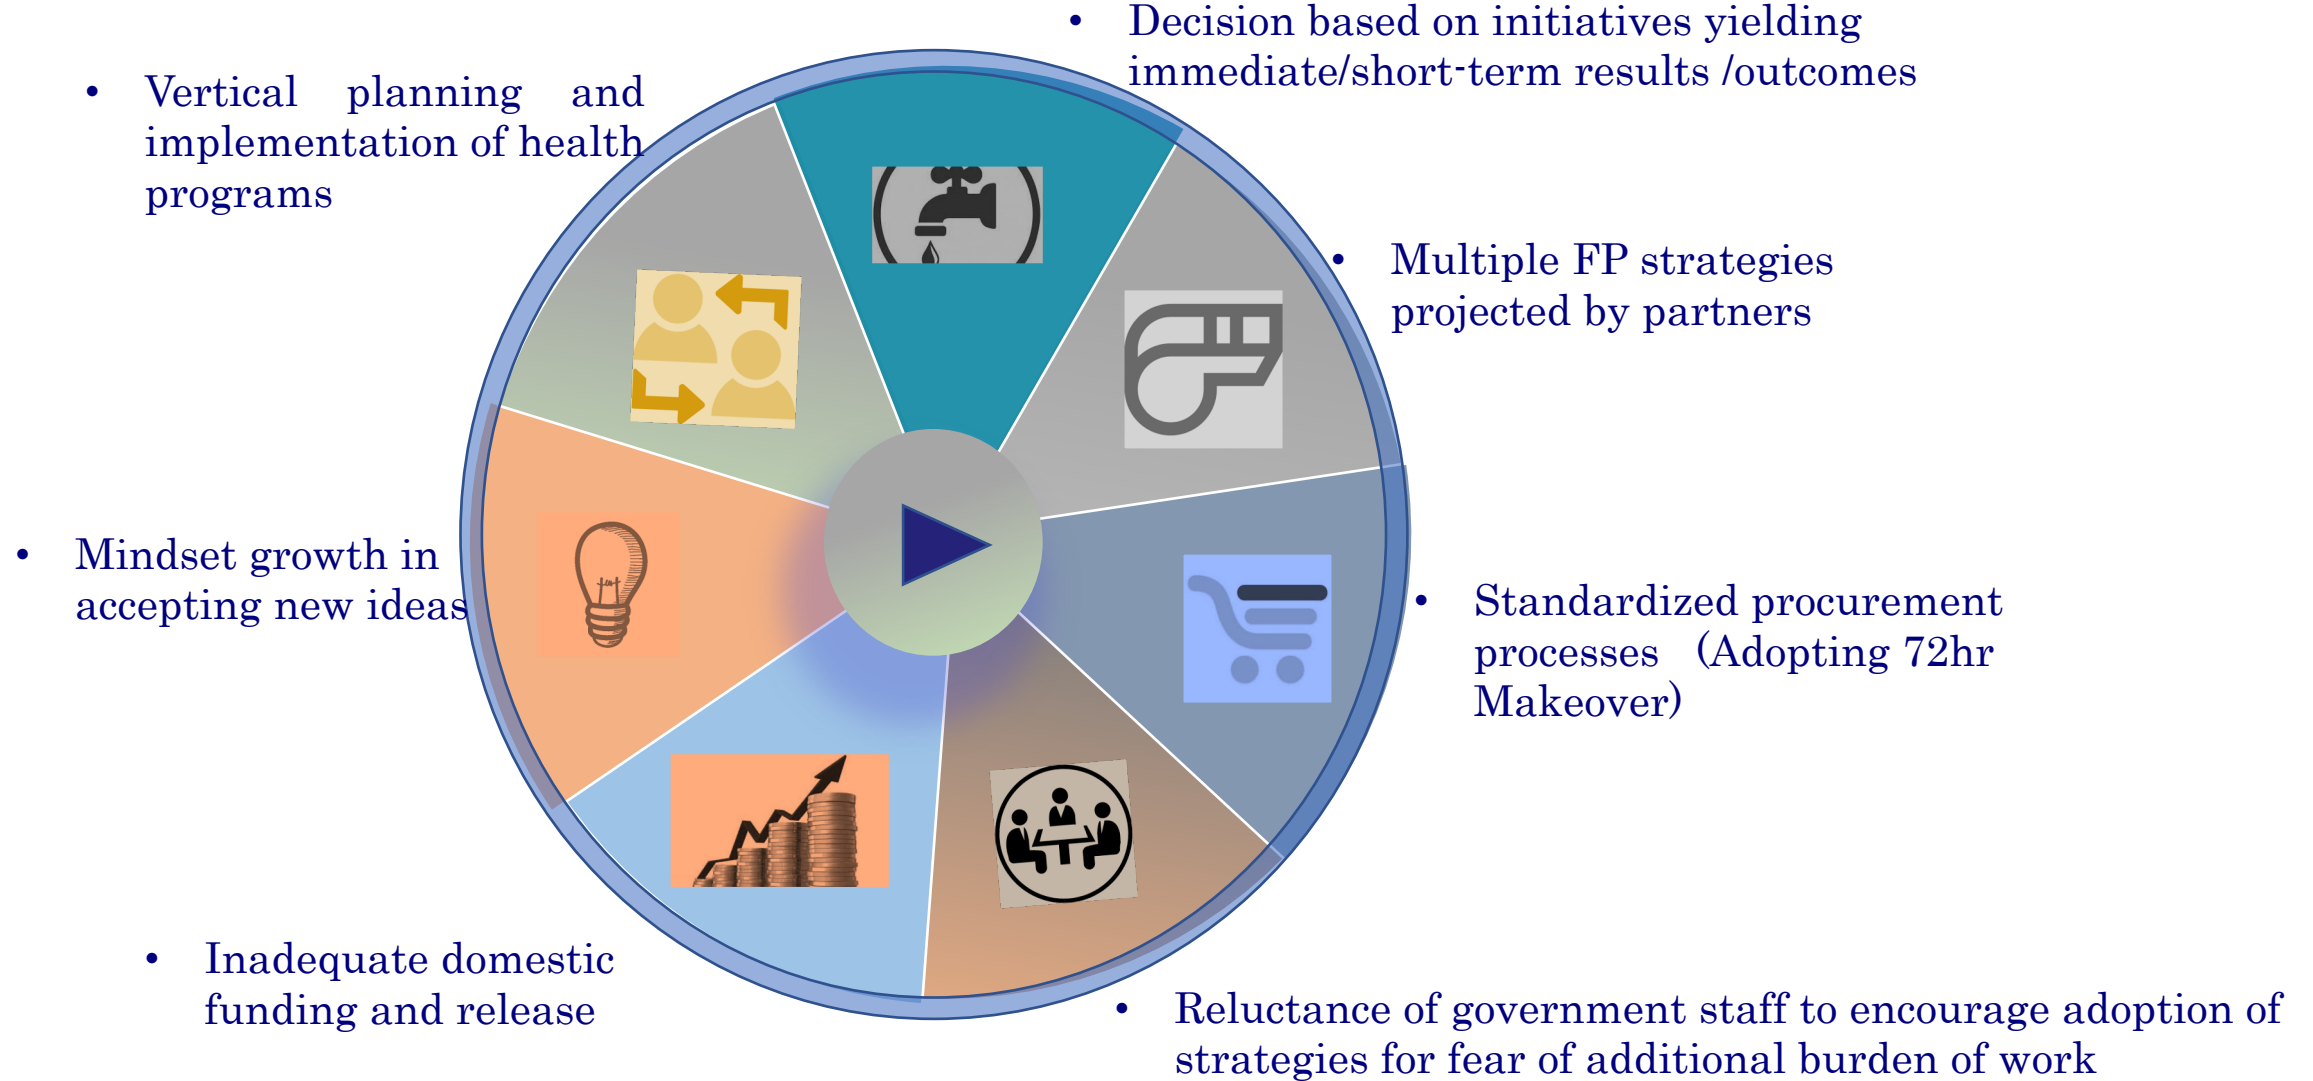 • Decision based on initiatives yielding
immediate/short-term results /outcomes
• Vertical planning and
implementation of health
programs
• Multiple FP strategies
projected by partners
• Mindset growth in
accepting new ideas
• Standardized procurement
processes (Adopting 72hr
Makeover)
• Inadequate domestic
funding and release
• Reluctance of government staff to encourage adoption of
strategies for fear of additional burden of work